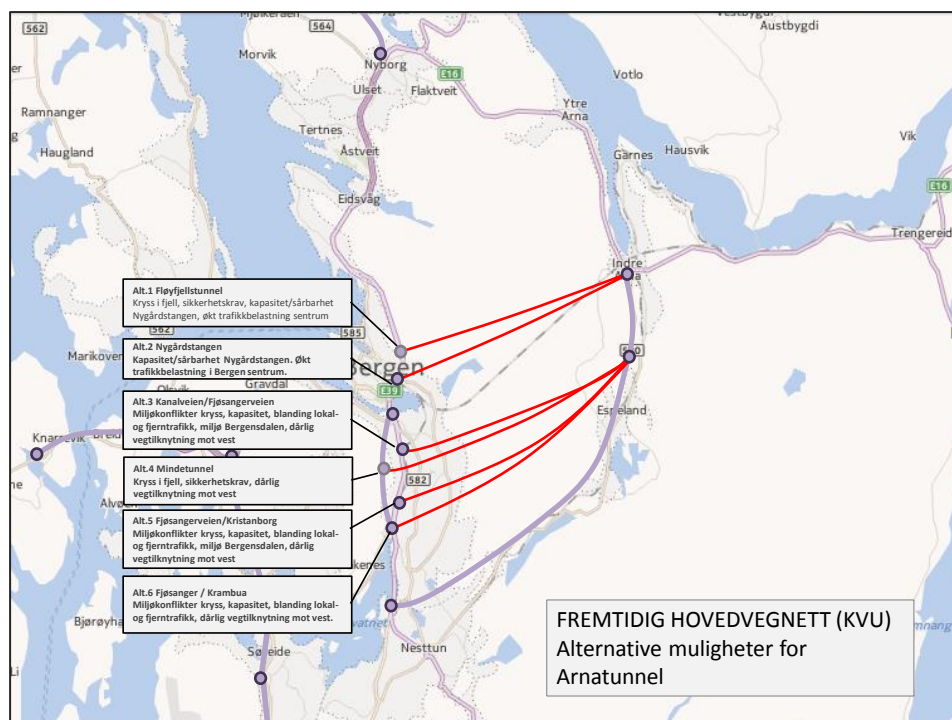 562
Ramnanger
Haugland
Mjølkeråen
564
Morvik
Nyborg
Ulset
E16
Flaktveit
Tertnes
Åstveit
Eidsvåg
Ytre
Arna
Votlo
Austbygdi
Garnes
Hausvik
Vik
E16
Trengereid
Indre
Espeland
Alt.1 Fløyfjellstunnel
Kryss i fjell, sikkerhetskrav, kapasitet/sårbarhet
Nygårdstangen, økt trafikkbelastning sentrum
585
Alt.2 Nygårdstangen
Kapasitet/sårbarhet Nygårdstangen. Økt
trafikkbelastning i Bergen sentrum.
Bergen
E39
Gravdal
Alt.3 Kanalveien/Fjøsangerveien
Miljøkonflikter kryss, kapasitet, blanding lokal-
og fjerntrafikk, miljø Bergensdalen, dårlig
vegtilknytning mot vest
Knarrevik
Alt.4 Mindetunnel
Kryss i fjell, sikkerhetskrav, dårlig
vegtilknytning mot vest
582
Alt.5 Fjøsangerveien/Kristanborg
Miljøkonflikter kryss, kapasitet, blanding lokal-
og fjerntrafikk, miljø Bergensdalen, dårlig
vegtilknytning mot vest
Alt.6 Fjøsanger / Krambua
Miljøkonflikter kryss, kapasitet, blanding lokal-
og fjerntrafikk, dårlig vegtilknytning mot vest.
Nesttun
FREMTIDIG HOVEDVEGNETT (KVU)
Alternative muligheter for
Arnatunnel